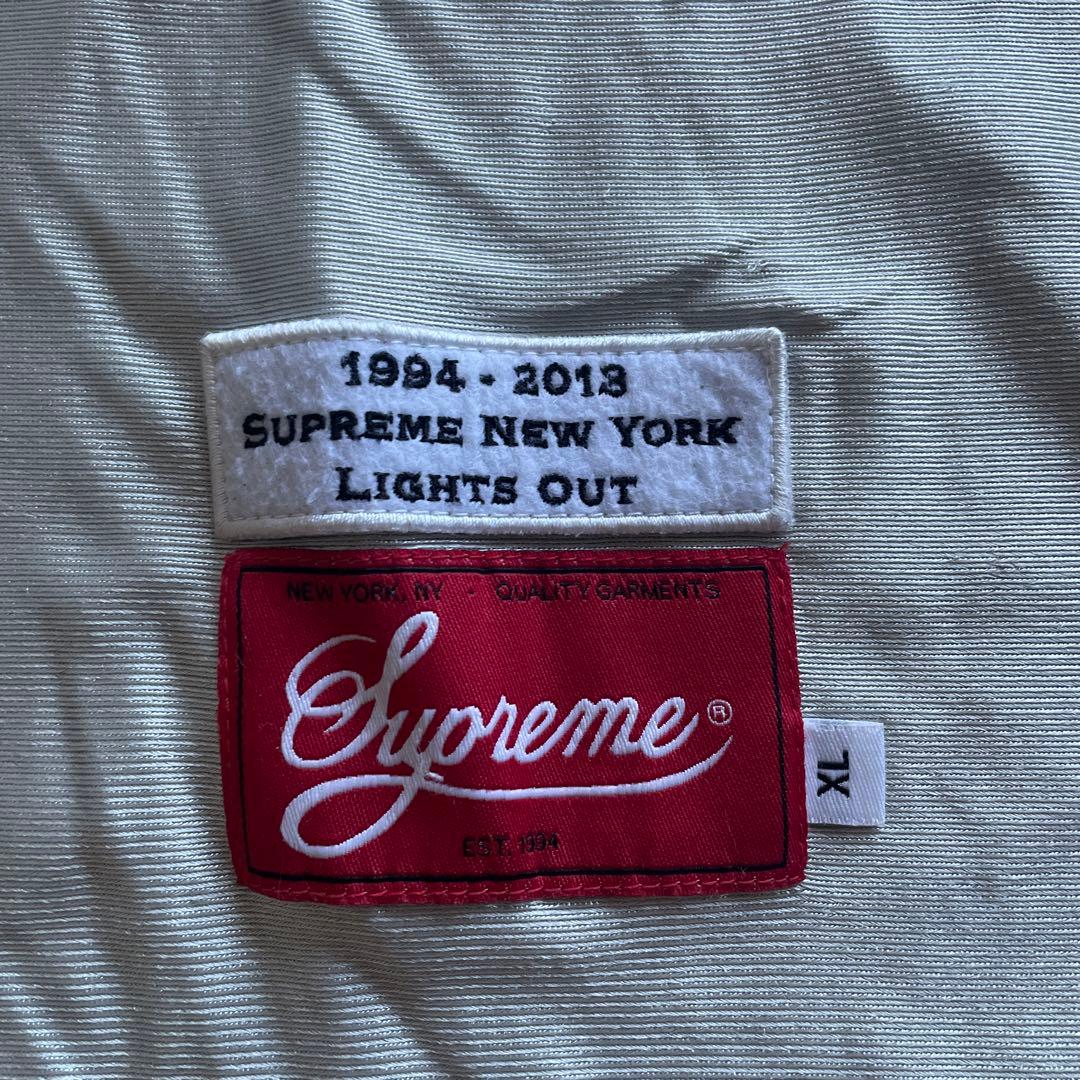 1994 - 2013
SUPREME NEW YORK
LIGHTS OUT
NEW YORK, NY · QUALITY GARMENTS
Supreme®
XL
EST. 1994